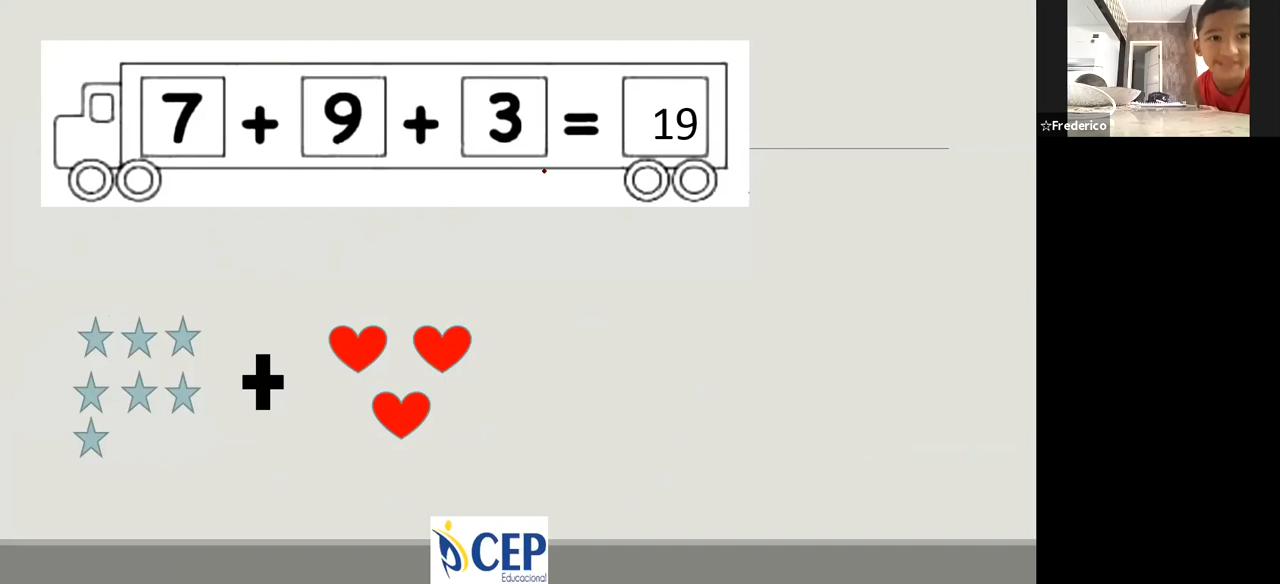 7 + 9 + 3 = 19
☆Frederico
+
CEP
Educacional